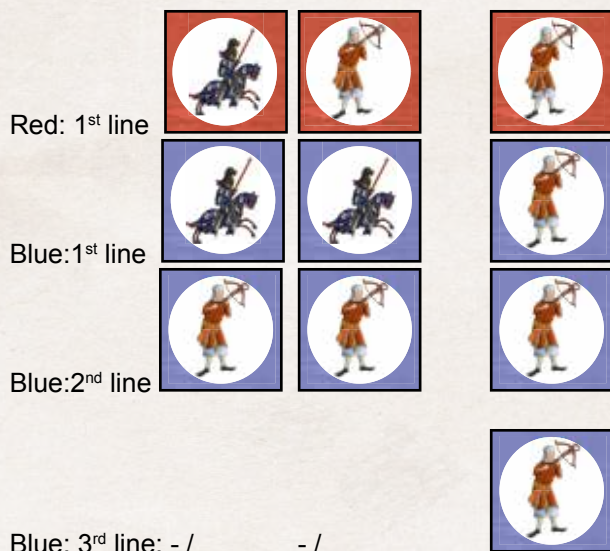 Red: 1st line
Blue:1st line
Blue:2nd line
Blue: 3rd line: - / - /